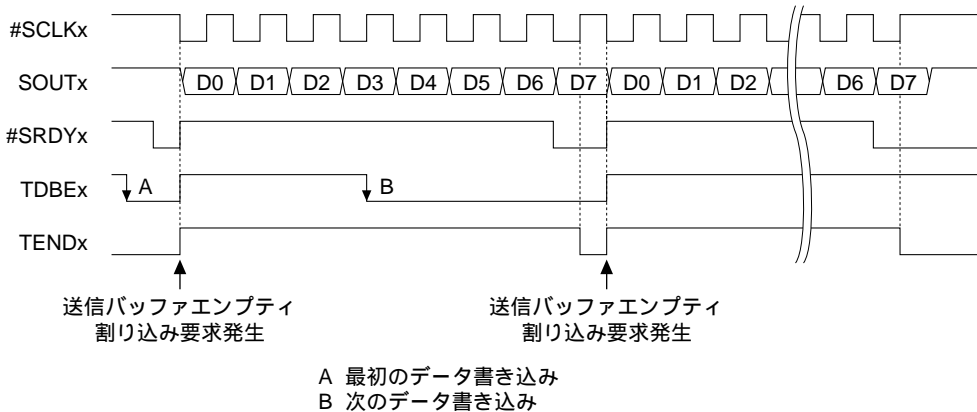 #SCLKx
SOUTx D0 D1 D2 D3 D4 D5 D6 D7 D0 D1 D2 D6 D7
#SRDYx
TDBEx A B
TENDx
送信バッファエンプティ 送信バッファエンプティ
割り込み要求発生 割り込み要求発生
A 最初のデータ書き込み
B 次のデータ書き込み